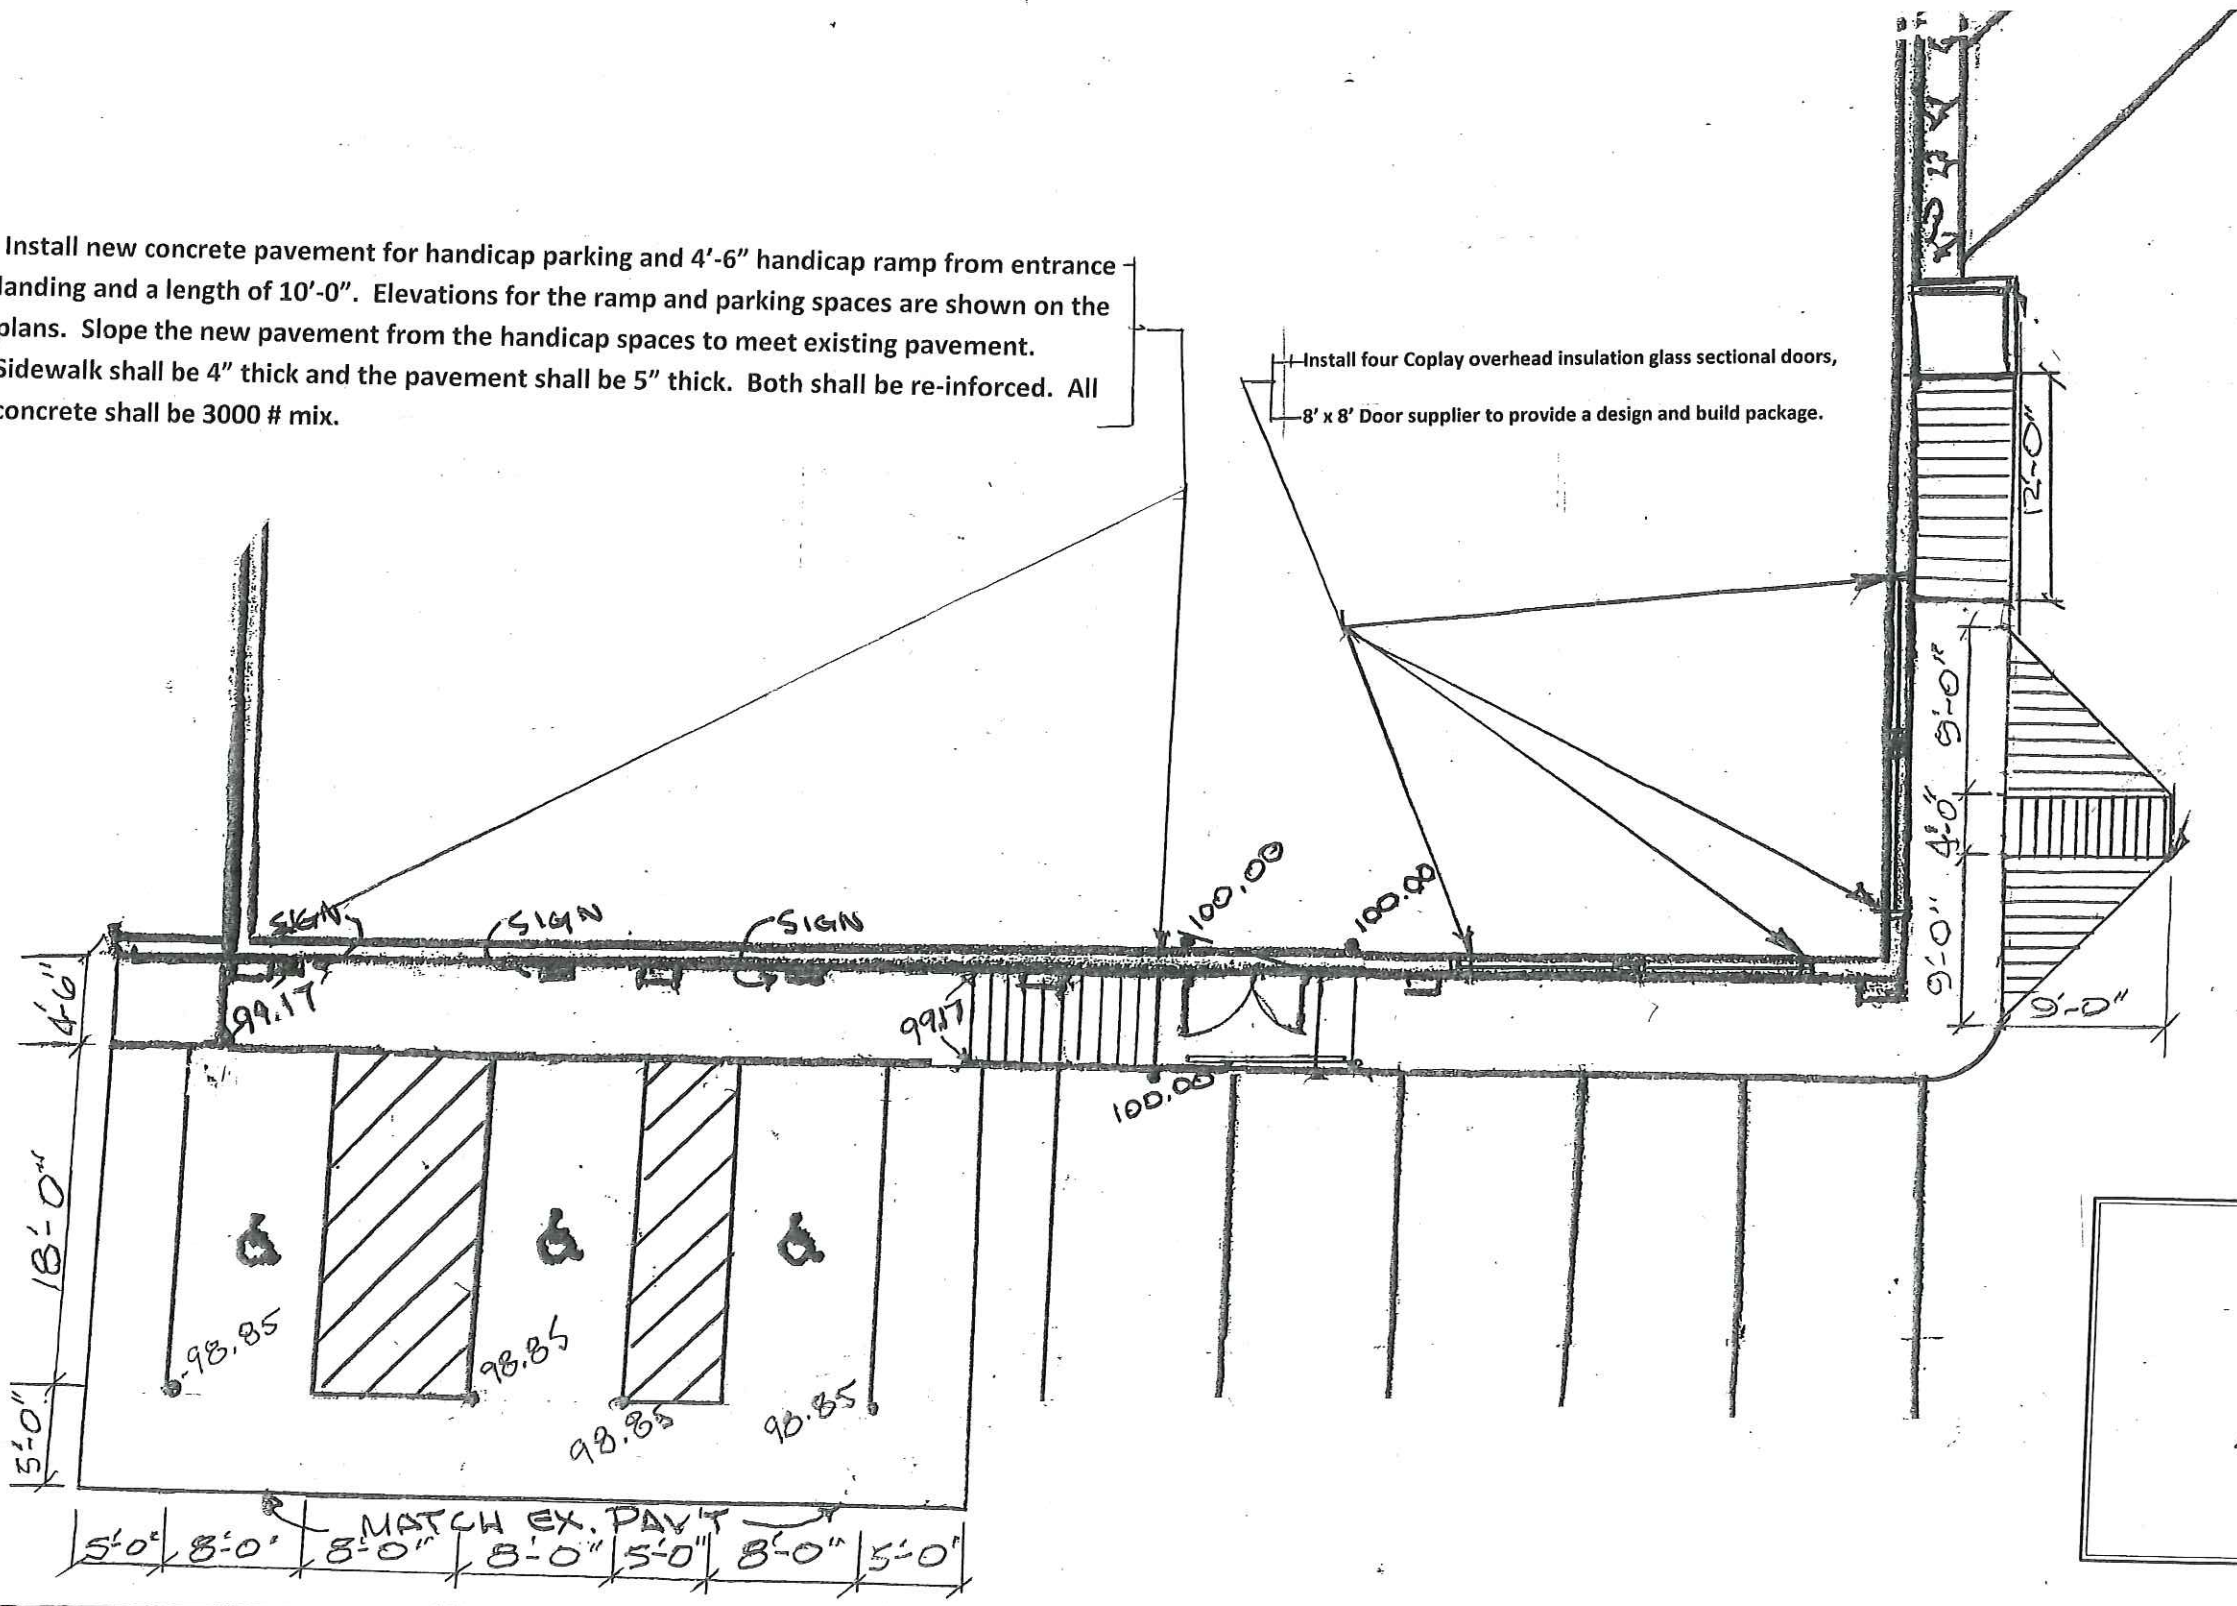 Install new concrete pavement for handicap parking and 4'-6" handicap ramp from entrance
landing and a length of 10'-0". Elevations for the ramp and parking spaces are shown on the
plans. Slope the new pavement from the handicap spaces to meet existing pavement.
Sidewalk shall be 4" thick and the pavement shall be 5" thick. Both shall be re-inforced. All
concrete shall be 3000 # mix.
Install four Coplay overhead insulation glass sectional doors,
8' x 8' Door supplier to provide a design and build package.
12'-0"
9'-0"
4'-0"
9'-0"
9'-0"
100.00
100.00
SIGN
SIGN
SIGN
4'-6"
99.17
99.17
100.00
18'-0"
98.85
98.85
98.85
98.85
5'-0"
MATCH EX. PAV'T
5'-0"
8'-0"
8'-0"
8'-0"
5'-0"
8'-0"
5'-0"